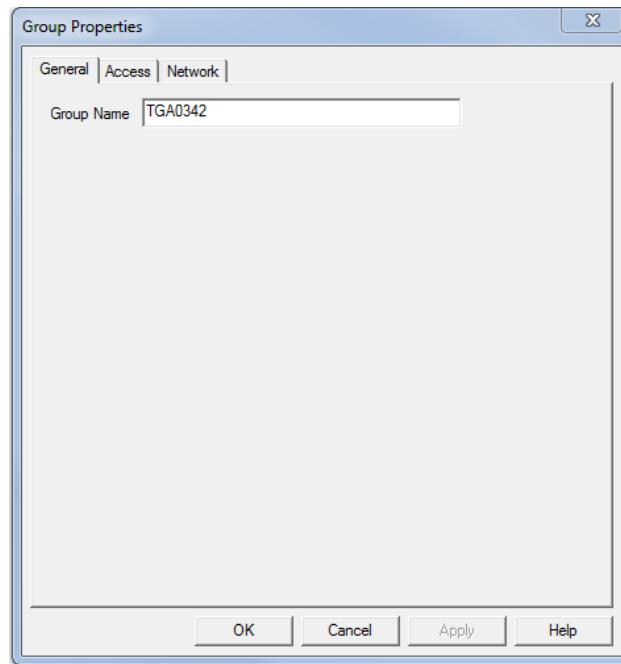 Group Properties
General Access Network
Group Name TGA0342
OK Cancel Apply Help